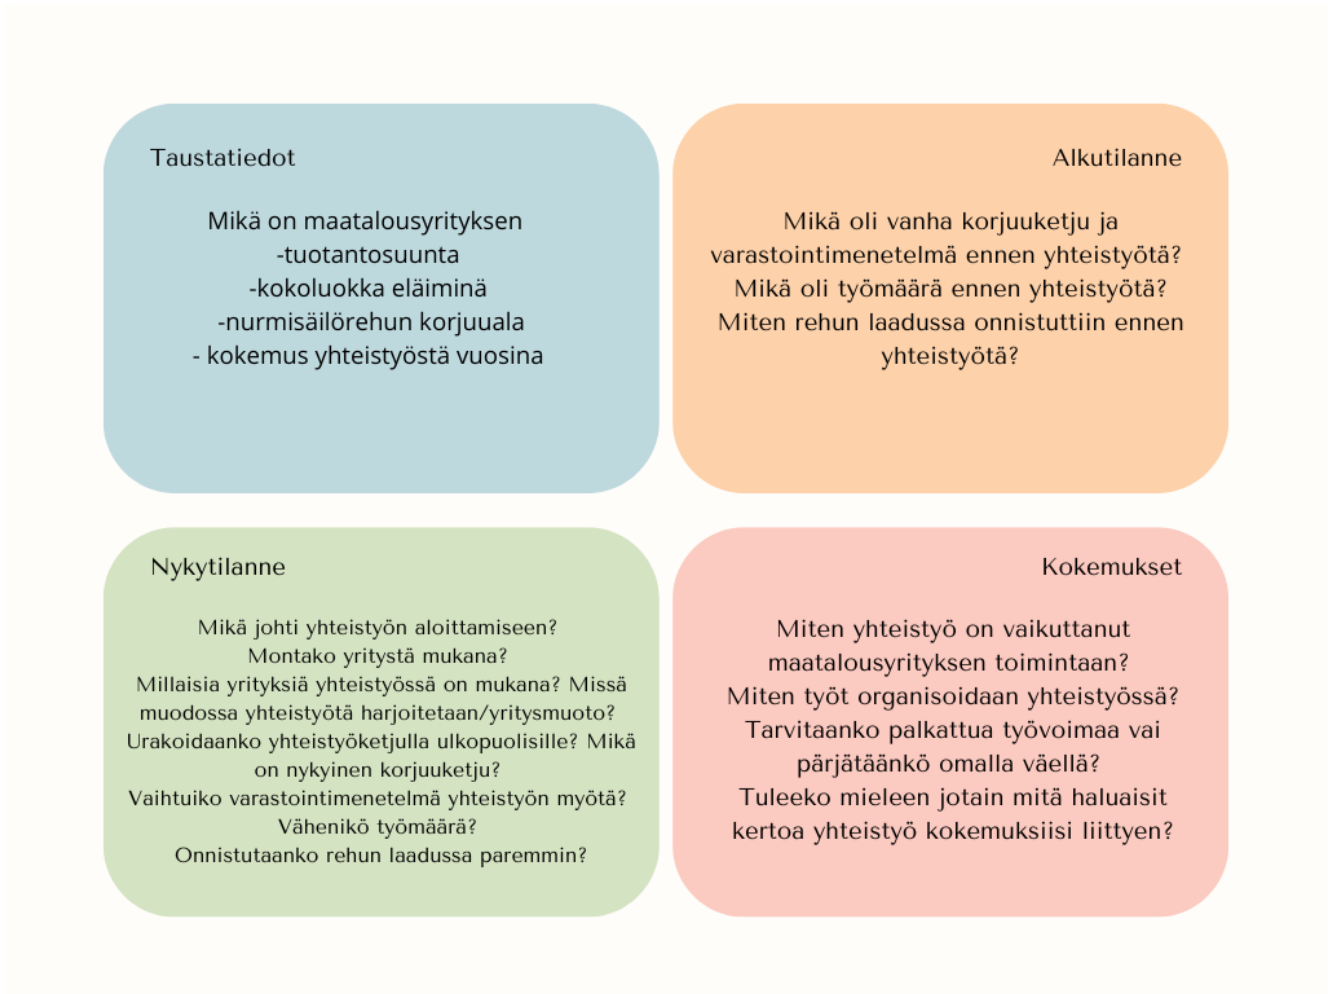 Taustatiedot
Mikä on maatalousyrityksen
-tuotantosuunta
-kokoluokka eläiminä
-nurmisäilörehun korjuuala
- kokemus yhteistyöstä vuosina
Alkutilanne
Mikä oli vanha korjuuketju ja
varastointimenetelmä ennen yhteistyötä?
Mikä oli työmäärä ennen yhteistyötä?
Miten rehun laadussa onnistuttiin ennen
yhteistyötä?
Nykytilanne
Mikä johti yhteistyön aloittamiseen?
Montako yritystä mukana?
Millaisia yrityksiä yhteistyössä on mukana? Missä
muodossa yhteistyötä harjoitetaan/yritysmuoto?
Urakoidaanko yhteistyöketjulla ulkopuolisille? Mikä
on nykyinen korjuuketju?
Vaihtuiko varastointimenetelmä yhteistyön myötä?
Vähenikö työmäärä?
Onnistutaanko rehun laadussa paremmin?
Kokemukset
Miten yhteistyö on vaikuttanut
maatalousyrityksen toimintaan?
Miten työt organisoidaan yhteistyössä?
Tarvitaanko palkattua työvoimaa vai
pärjätäänkö omalla väellä?
Tuleeko mieleen jotain mitä haluaisit
kertoa yhteistyö kokemuksiisi liittyen?